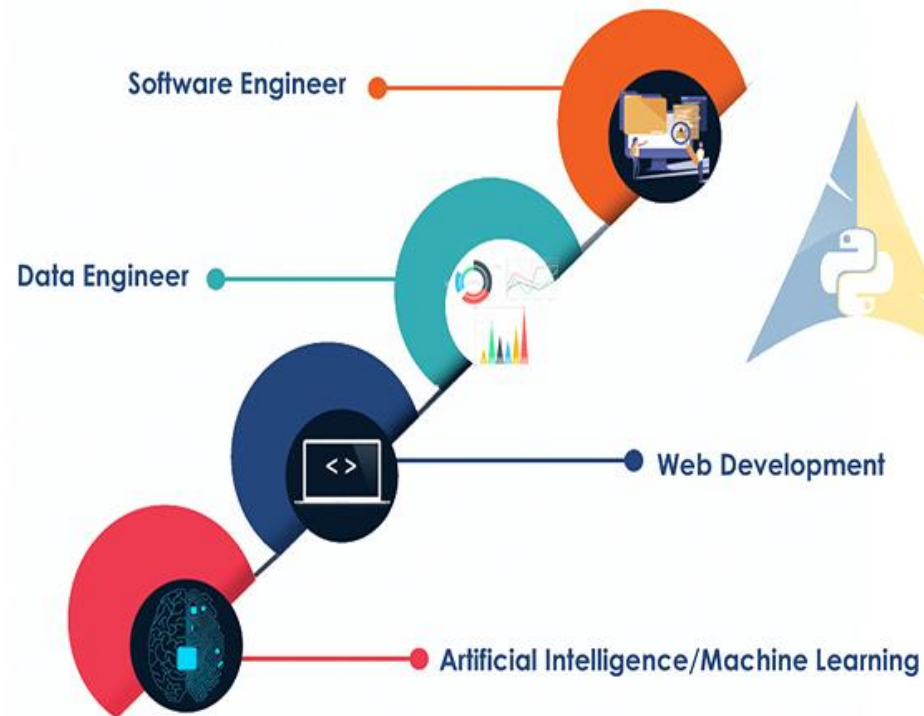 Software Engineer
Data Engineer
< >
Web Development
Artificial Intelligence/Machine Learning